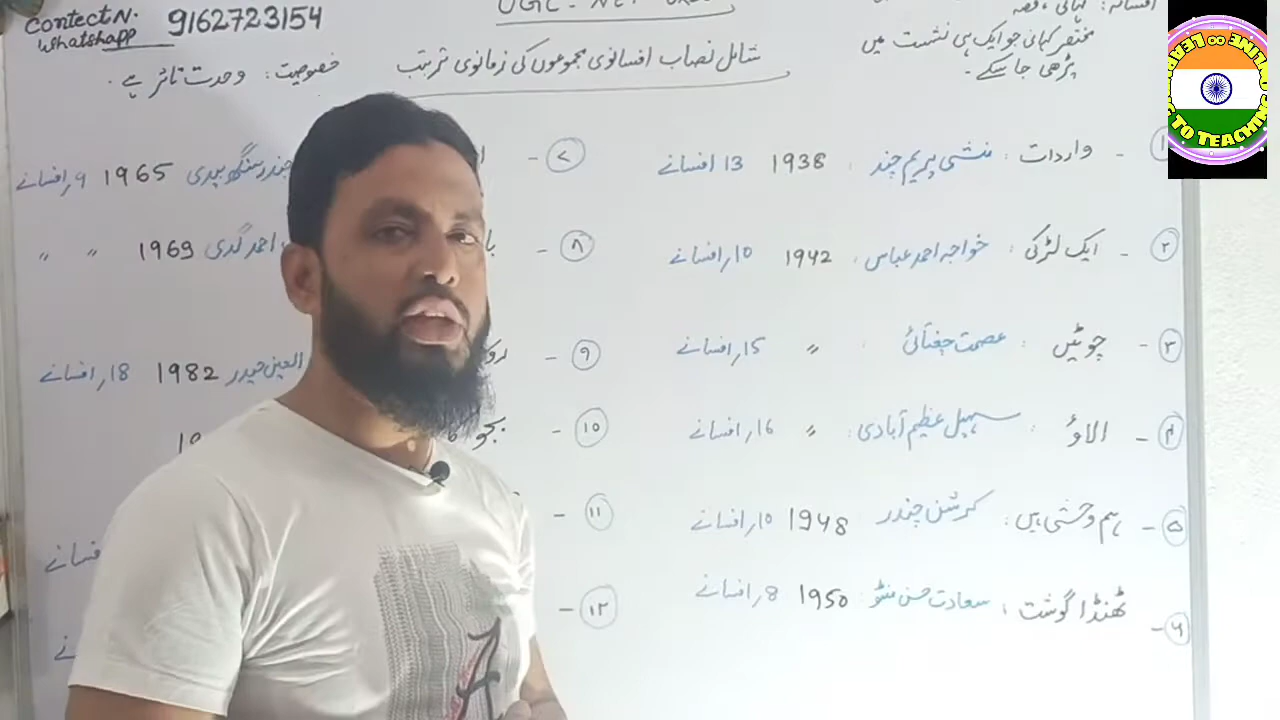 افسانہ: کہانی، قصہ
مختصر کہانی جو ایک ہی نشست میں
پڑھی جا سکے۔
شامل نصاب افسانوی مجموعوں کی زمانوی ترتیب
خصوصیت: وحدت تاثر ہے۔
Contect N. 9162723154
Whatshapp
UGC-NET
LEARNING TO TEACHING ONLINE
۱ - واردات : منشی پریم چند : 1938 13 افسانے
۲ - ایک لڑکی : خواجہ احمد عباس : 1942 10؍افسانے
۳ - چوٹیں : عصمت چغتائی : 〃 15؍افسانے
۴ - الاؤ : سہیل عظیم آبادی : 〃 16؍افسانے
۵ - ہم وحشی ہیں : کرشن چندر 1948 10؍افسانے
۶ - ٹھنڈا گوشت : سعادت حسن منٹو : 1950 8؍افسانے
۷ - سنگھ بیدی 1965 9؍افسانے
۸ - احمد گدی 1969 〃 〃
۹ - العین حیدر 1982 18؍افسانے
۱۰ -
۱۱ - افسانے
۱۲ -